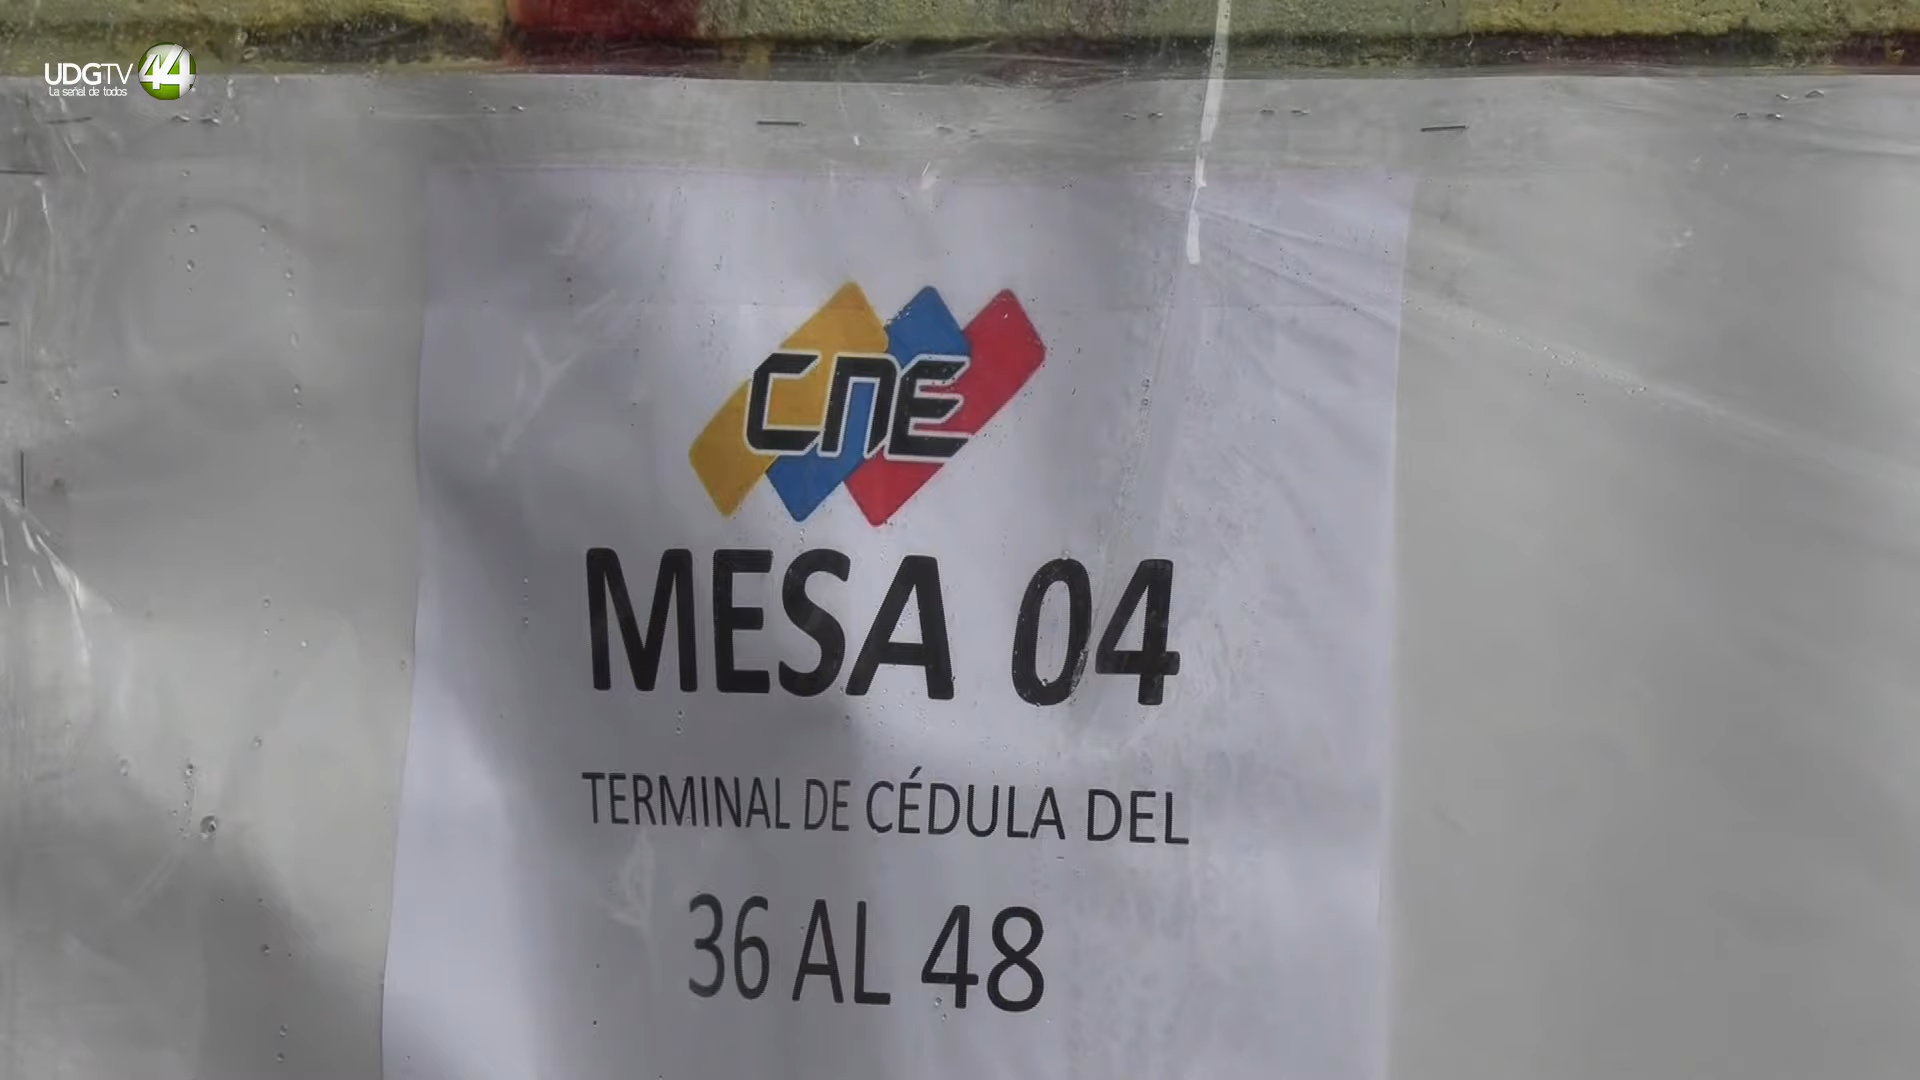 UDGTV 44
La señal de todos
CNE
MESA 04
TERMINAL DE CÉDULA DEL
36 AL 48